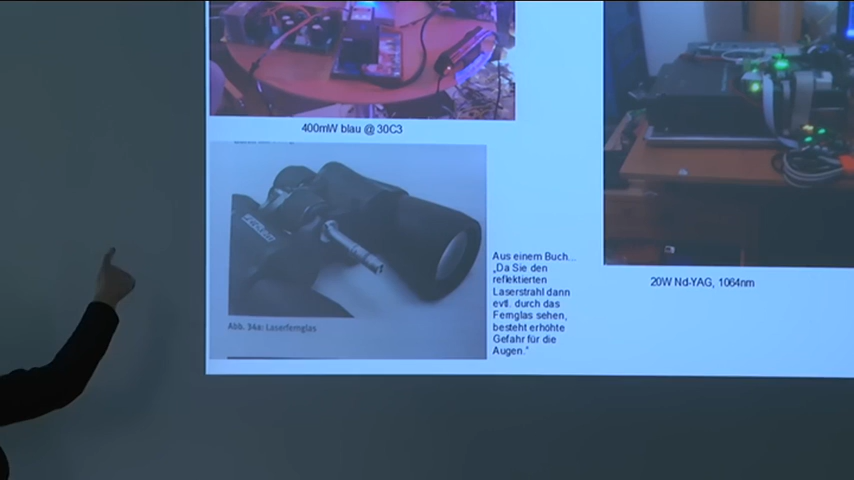 400mW blau @ 30C3
Abb. 34a: Laserfernglas
Aus einem Buch...
„Da Sie den
reflektierten
Laserstrahl dann
evtl. durch das
Fernglas sehen,
besteht erhöhte
Gefahr für die
Augen."
20W Nd-YAG, 1064nm